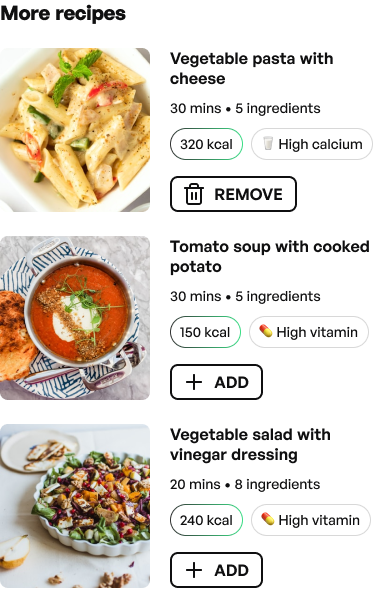 More recipes
Vegetable pasta with
cheese
30 mins • 5 ingredients
320 kcal
High calcium
REMOVE
Tomato soup with cooked
potato
30 mins • 5 ingredients
150 kcal
High vitamin
ADD
Vegetable salad with
vinegar dressing
20 mins • 8 ingredients
240 kcal
High vitamin
ADD